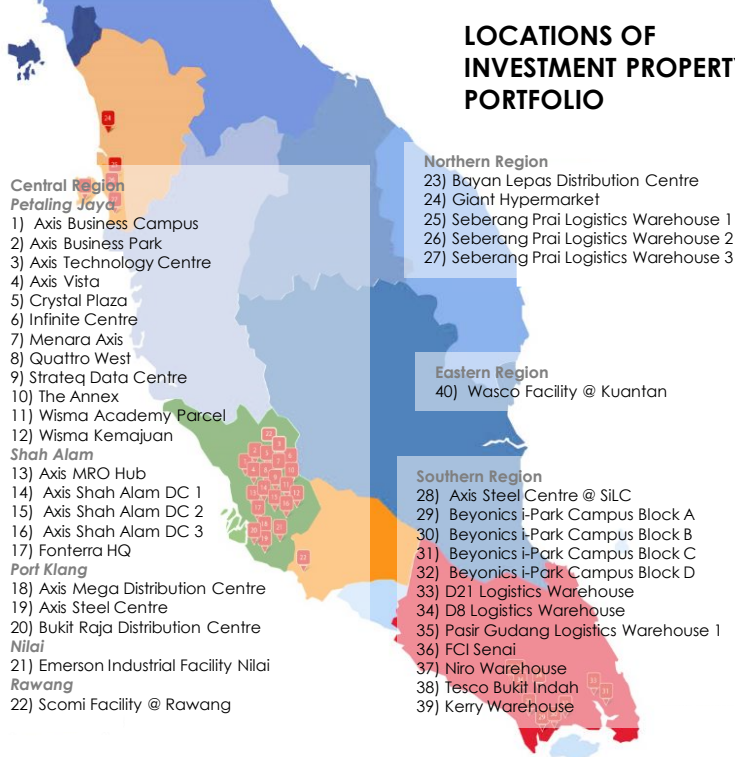 LOCATIONS OF
INVESTMENT PROPERTY
PORTFOLIO
Central Region
Petaling Jaya
1) Axis Business Campus
2) Axis Business Park
3) Axis Technology Centre
4) Axis Vista
5) Crystal Plaza
6) Infinite Centre
7) Menara Axis
8) Quattro West
9) Strateq Data Centre
10) The Annex
11) Wisma Academy Parcel
12) Wisma Kemajuan
Shah Alam
13) Axis MRO Hub
14) Axis Shah Alam DC 1
15) Axis Shah Alam DC 2
16) Axis Shah Alam DC 3
17) Fonterra HQ
Port Klang
18) Axis Mega Distribution Centre
19) Axis Steel Centre
20) Bukit Raja Distribution Centre
Nilai
21) Emerson Industrial Facility Nilai
Rawang
22) Scomi Facility @ Rawang
Northern Region
23) Bayan Lepas Distribution Centre
24) Giant Hypermarket
25) Seberang Prai Logistics Warehouse 1
26) Seberang Prai Logistics Warehouse 2
27) Seberang Prai Logistics Warehouse 3
Eastern Region
40) Wasco Facility @ Kuantan
Southern Region
28) Axis Steel Centre @ SiLC
29) Beyonics i-Park Campus Block A
30) Beyonics i-Park Campus Block B
31) Beyonics i-Park Campus Block C
32) Beyonics i-Park Campus Block D
33) D21 Logistics Warehouse
34) D8 Logistics Warehouse
35) Pasir Gudang Logistics Warehouse 1
36) FCI Senai
37) Niro Warehouse
38) Tesco Bukit Indah
39) Kerry Warehouse
24
25